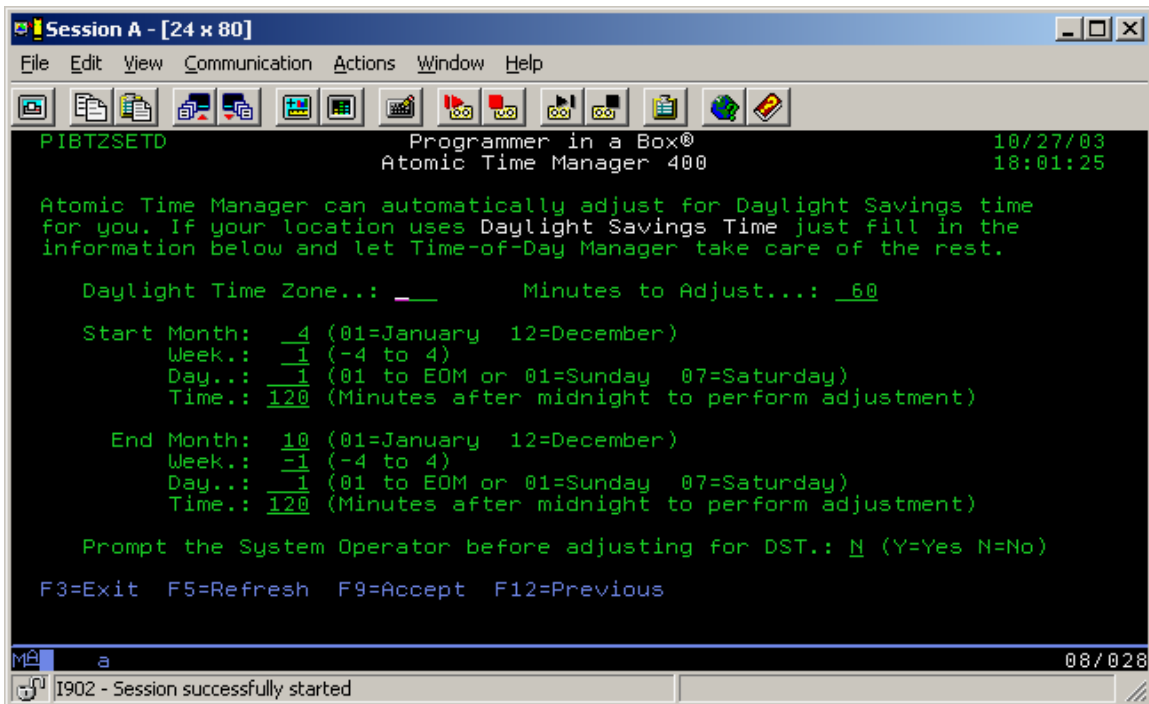 Session A - [24 x 80]
File Edit View Communication Actions Window Help
PIBTZSETD Programmer in a Box® 10/27/03
Atomic Time Manager 400 18:01:25
Atomic Time Manager can automatically adjust for Daylight Savings time
for you. If your location uses Daylight Savings Time just fill in the
information below and let Time-of-Day Manager take care of the rest.
Daylight Time Zone..: ____ Minutes to Adjust...: _60
Start Month: _4 (01=January 12=December)
Week.: _1 (-4 to 4)
Day..: _1 (01 to EOM or 01=Sunday 07=Saturday)
Time.: 120 (Minutes after midnight to perform adjustment)
End Month: 10 (01=January 12=December)
Week.: -1 (-4 to 4)
Day..: _1 (01 to EOM or 01=Sunday 07=Saturday)
Time.: 120 (Minutes after midnight to perform adjustment)
Prompt the System Operator before adjusting for DST.: N (Y=Yes N=No)
F3=Exit F5=Refresh F9=Accept F12=Previous
MA a 08/028
I902 - Session successfully started